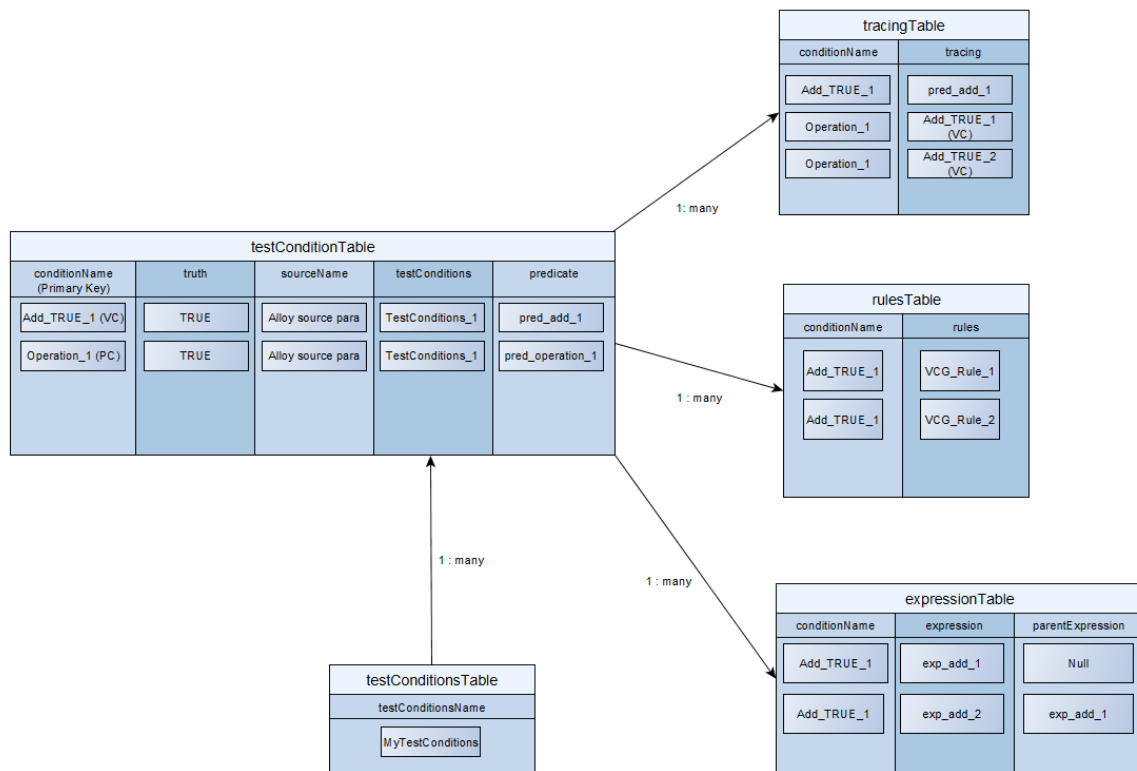 tracingTable
conditionName tracing
Add_TRUE_1 pred_add_1
Operation_1 Add_TRUE_1
(VC)
Operation_1 Add_TRUE_2
(VC)
1: many
testConditionTable
conditionName truth sourceName testConditions predicate
(Primary Key)
Add_TRUE_1 (VC) TRUE Alloy source para TestConditions_1 pred_add_1
Operation_1 (PC) TRUE Alloy source para TestConditions_1 pred_operation_1
rulesTable
conditionName rules
Add_TRUE_1 VCG_Rule_1
Add_TRUE_1 VCG_Rule_2
1 : many
1 : many
1 : many
expressionTable
conditionName expression parentExpression
Add_TRUE_1 exp_add_1 Null
Add_TRUE_1 exp_add_2 exp_add_1
testConditionsTable
testConditionsName
MyTestConditions